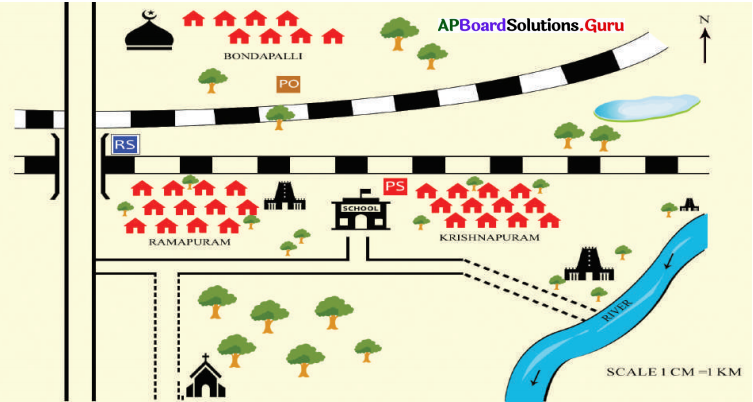 APBoardSolutions.Guru
N
BONDAPALLI
PO
RS
PS
SCHOOL
RAMAPURAM
KRISHNAPURAM
RIVER
SCALE 1 CM =1 KM